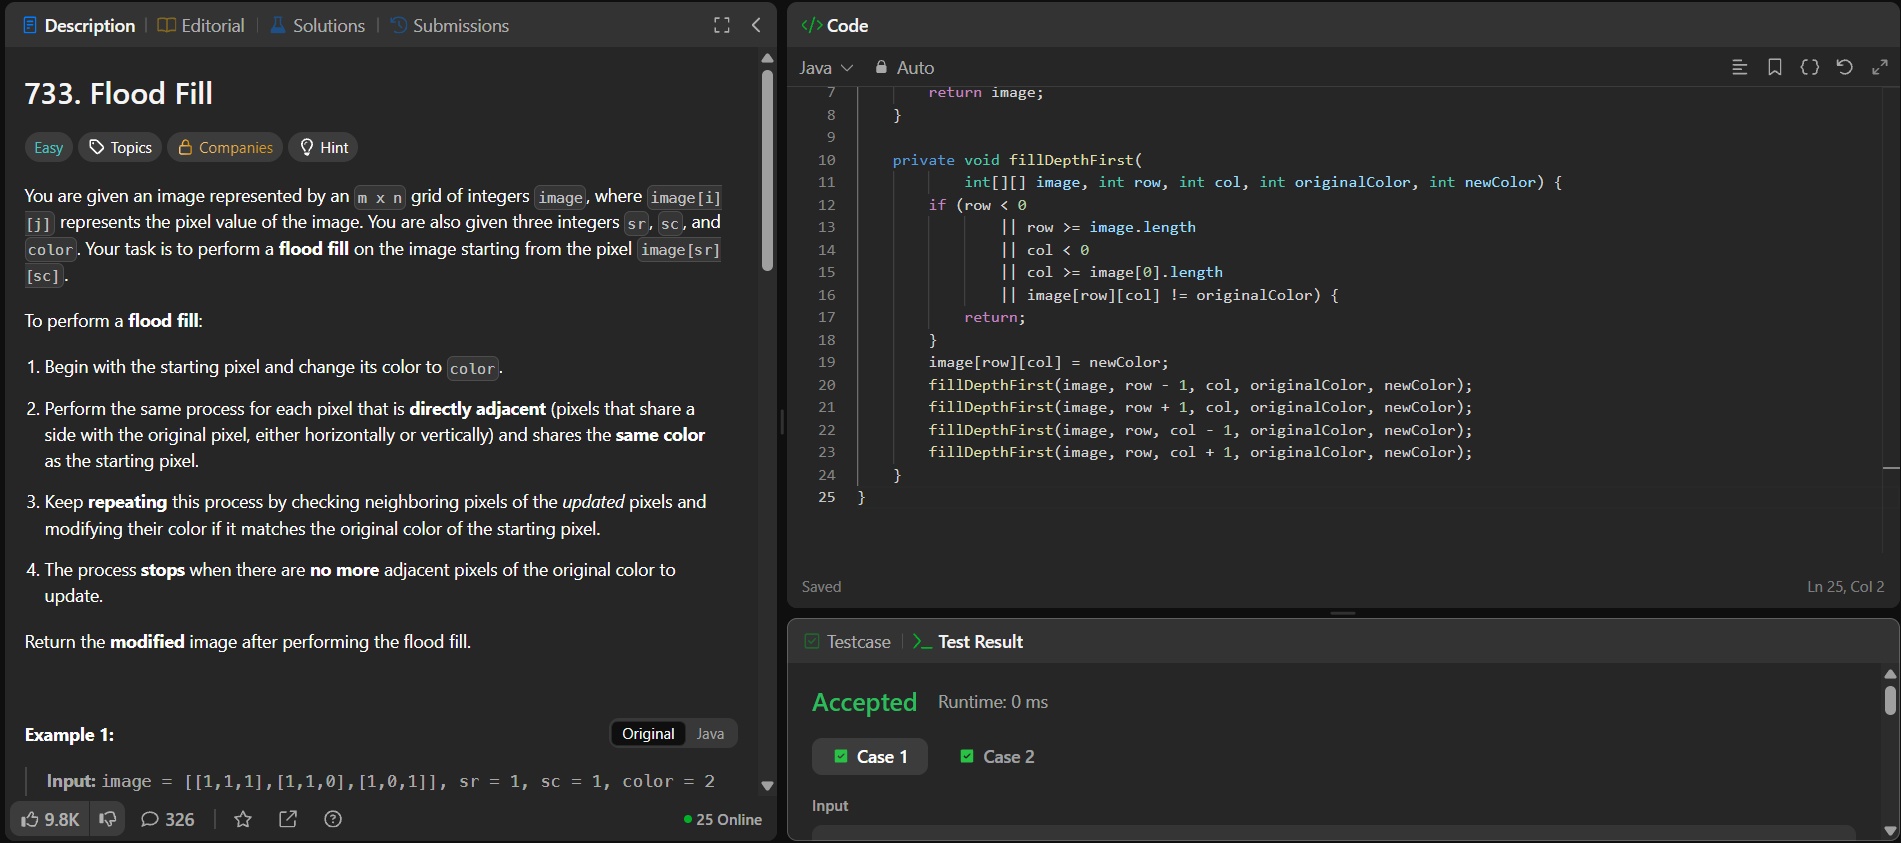 Description
Editorial
Solutions
Submissions
733. Flood Fill
Easy
Topics
Companies
Hint
You are given an image represented by an m x n grid of integers image, where image[i]
[j] represents the pixel value of the image. You are also given three integers sr, sc, and
color. Your task is to perform a flood fill on the image starting from the pixel image[sr]
[sc].
To perform a flood fill:
1. Begin with the starting pixel and change its color to color.
2. Perform the same process for each pixel that is directly adjacent (pixels that share a
side with the original pixel, either horizontally or vertically) and shares the same color
as the starting pixel.
3. Keep repeating this process by checking neighboring pixels of the updated pixels and
modifying their color if it matches the original color of the starting pixel.
4. The process stops when there are no more adjacent pixels of the original color to
update.
Return the modified image after performing the flood fill.
Example 1:
Original
Java
Input: image = [[1,1,1],[1,1,0],[1,0,1]], sr = 1, sc = 1, color = 2
9.8K
326
25 Online
</> Code
Java
Auto
7 return image;
8 }
9
10 private void fillDepthFirst(
11 int[][] image, int row, int col, int originalColor, int newColor) {
12 if (row < 0
13 || row >= image.length
14 || col < 0
15 || col >= image[0].length
16 || image[row][col] != originalColor) {
17 return;
18 }
19 image[row][col] = newColor;
20 fillDepthFirst(image, row - 1, col, originalColor, newColor);
21 fillDepthFirst(image, row + 1, col, originalColor, newColor);
22 fillDepthFirst(image, row, col - 1, originalColor, newColor);
23 fillDepthFirst(image, row, col + 1, originalColor, newColor);
24 }
25 }
Saved
Ln 25, Col 2
Testcase
Test Result
Accepted
Runtime: 0 ms
Case 1
Case 2
Input